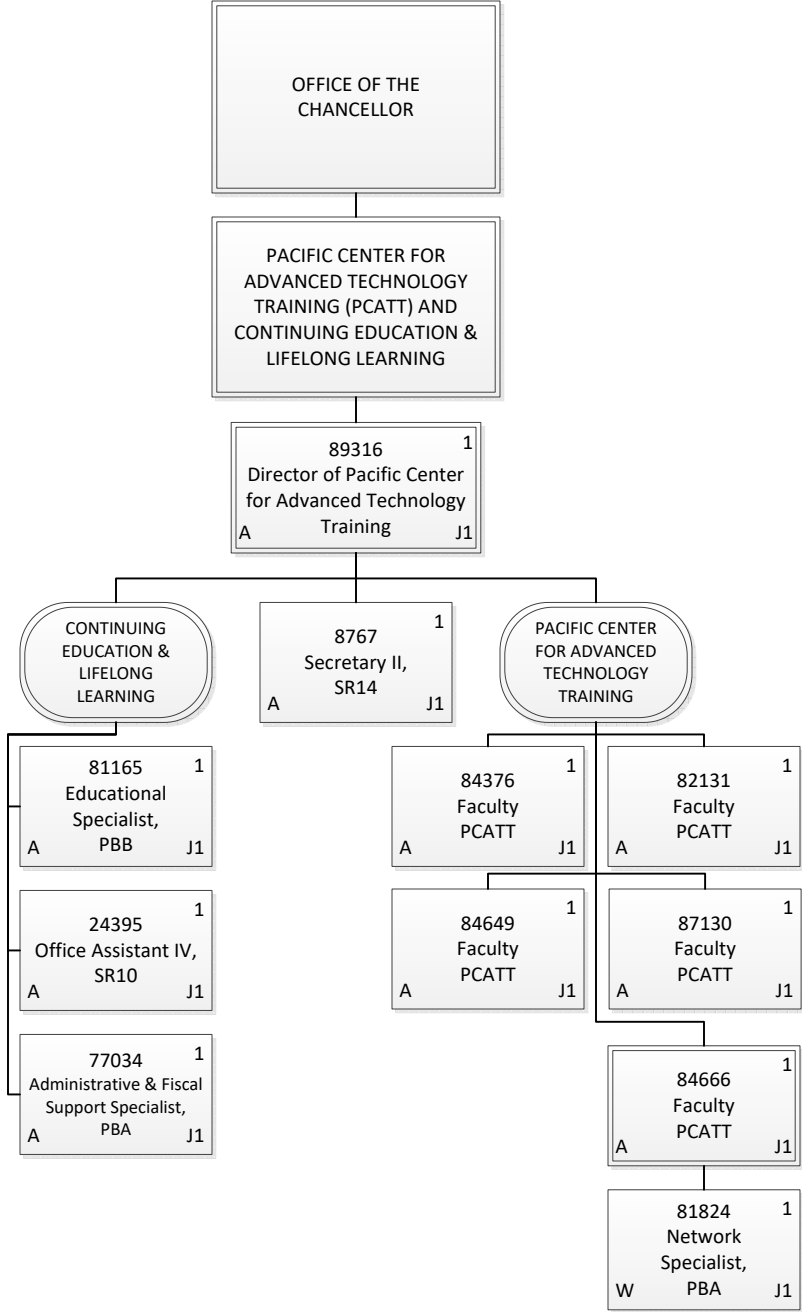 OFFICE OF THE
CHANCELLOR
PACIFIC CENTER FOR
ADVANCED TECHNOLOGY
TRAINING (PCATT) AND
CONTINUING EDUCATION &
LIFELONG LEARNING
89316 1
Director of Pacific Center
for Advanced Technology
Training
A J1
CONTINUING
EDUCATION &
LIFELONG
LEARNING
8767 1
Secretary II,
SR14
A J1
PACIFIC CENTER
FOR ADVANCED
TECHNOLOGY
TRAINING
81165 1
Educational
Specialist,
PBB
A J1
24395 1
Office Assistant IV,
SR10
A J1
77034 1
Administrative & Fiscal
Support Specialist,
PBA
A J1
84376 1
Faculty
PCATT
A J1
82131 1
Faculty
PCATT
A J1
84649 1
Faculty
PCATT
A J1
87130 1
Faculty
PCATT
A J1
84666 1
Faculty
PCATT
A J1
81824 1
Network
Specialist,
PBA
W J1